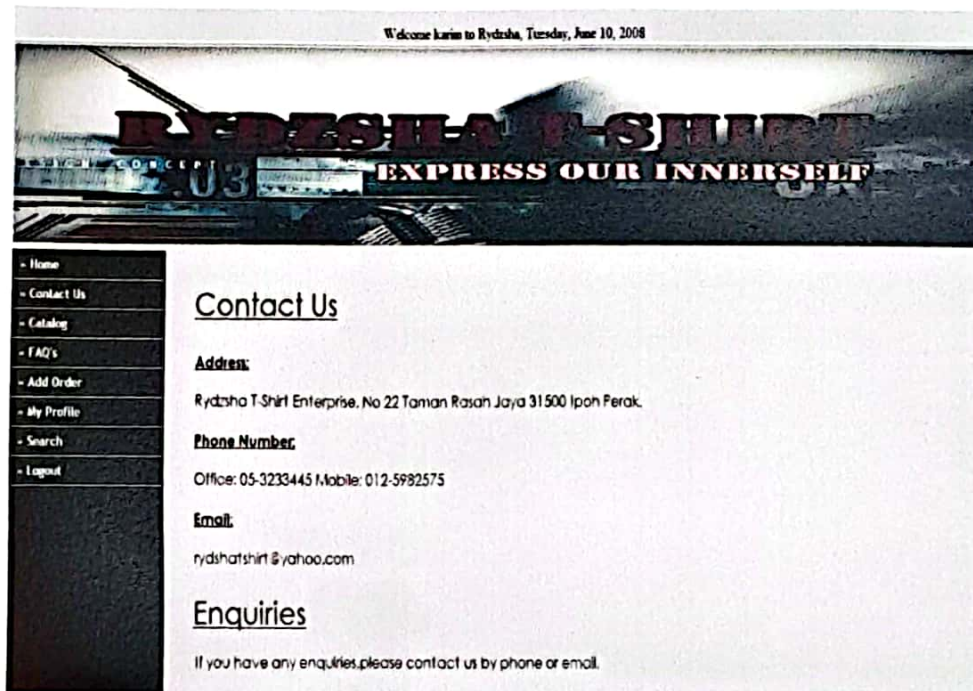 Welcome karim to Rydzsha, Tuesday, June 10, 2008
RYDZSHA T-SHIRT
DESIGN CONCEPT
.03
EXPRESS OUR INNERSELF
- Home
- Contact Us
- Catalog
- FAQ's
- Add Order
- My Profile
- Search
- Logout
Contact Us
Address:
Rydzsha T-Shirt Enterprise, No 22 Taman Rasah Jaya 31500 Ipoh Perak.
Phone Number:
Office: 05-3233445 Mobile: 012-5982575
Email:
rydshatshirt@yahoo.com
Enquiries
If you have any enquiries,please contact us by phone or email.